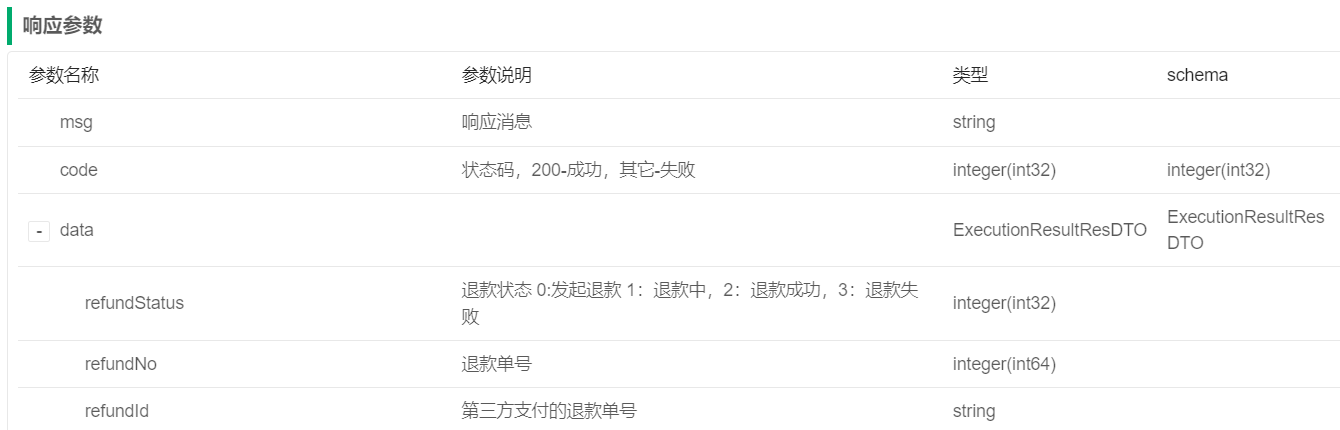 响应参数
参数名称 参数说明 类型 schema
msg 响应消息 string
code 状态码，200-成功，其它-失败 integer(int32) integer(int32)
- data ExecutionResultResDTO ExecutionResultRes
DTO
refundStatus 退款状态 0:发起退款 1：退款中，2：退款成功，3：退款失 integer(int32)
败
refundNo 退款单号 integer(int64)
refundId 第三方支付的退款单号 string